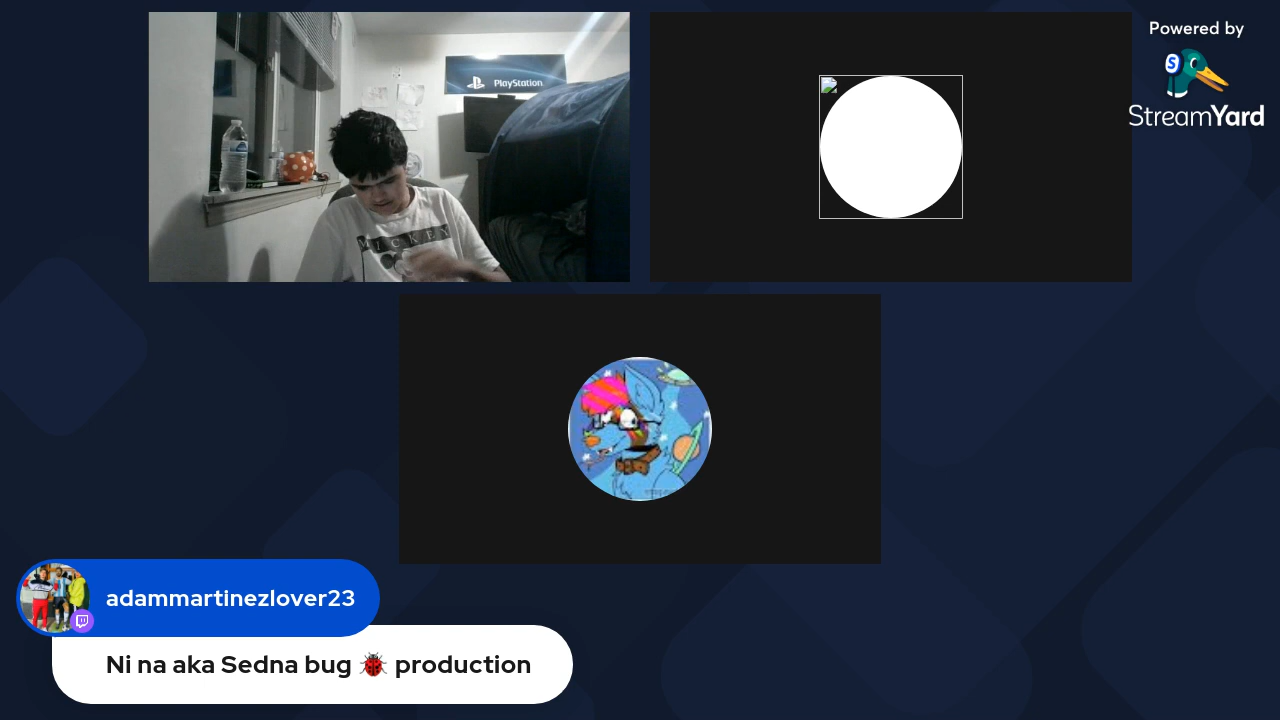 Powered by
StreamYard
PlayStation
MICKEY
adammartinezlover23
Ni na aka Sedna bug 🐞 production